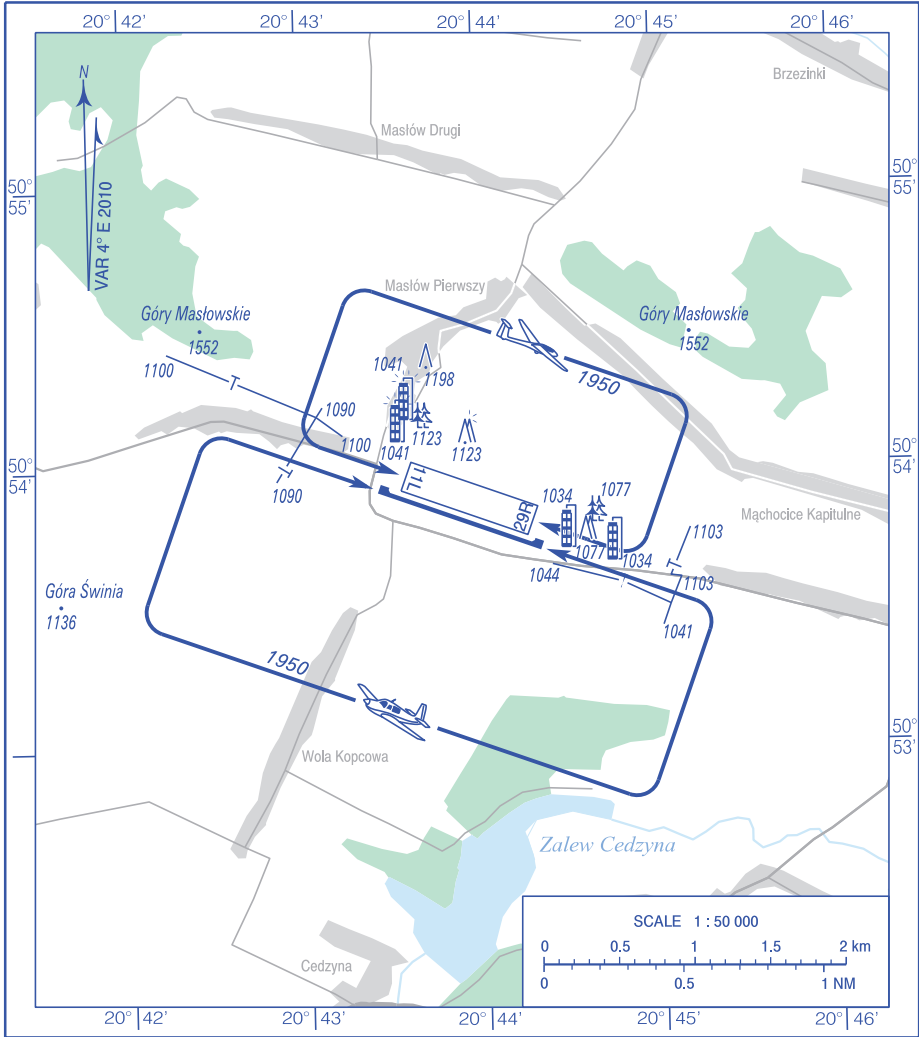 20° 42'
20° 43'
20° 44'
20° 45'
20° 46'
N
VAR 4° E 2010
Brzezinki
Masłów Drugi
50°
55'
50°
55'
Masłów Pierwszy
Góry Masłowskie
1552
Góry Masłowskie
1552
1100
1041
1198
1950
1090
1100
1123
1041
1123
50°
54'
50°
54'
1090
11L
29R
1034
1077
Mąchocice Kapitulne
1103
1077
1034
1044
1103
1041
Góra Świnia
1136
1950
50°
53'
Wola Kopcowa
Zalew Cedzyna
Cedzyna
SCALE 1 : 50 000
0 0.5 1 1.5 2 km
0 0.5 1 NM
20° 42'
20° 43'
20° 44'
20° 45'
20° 46'